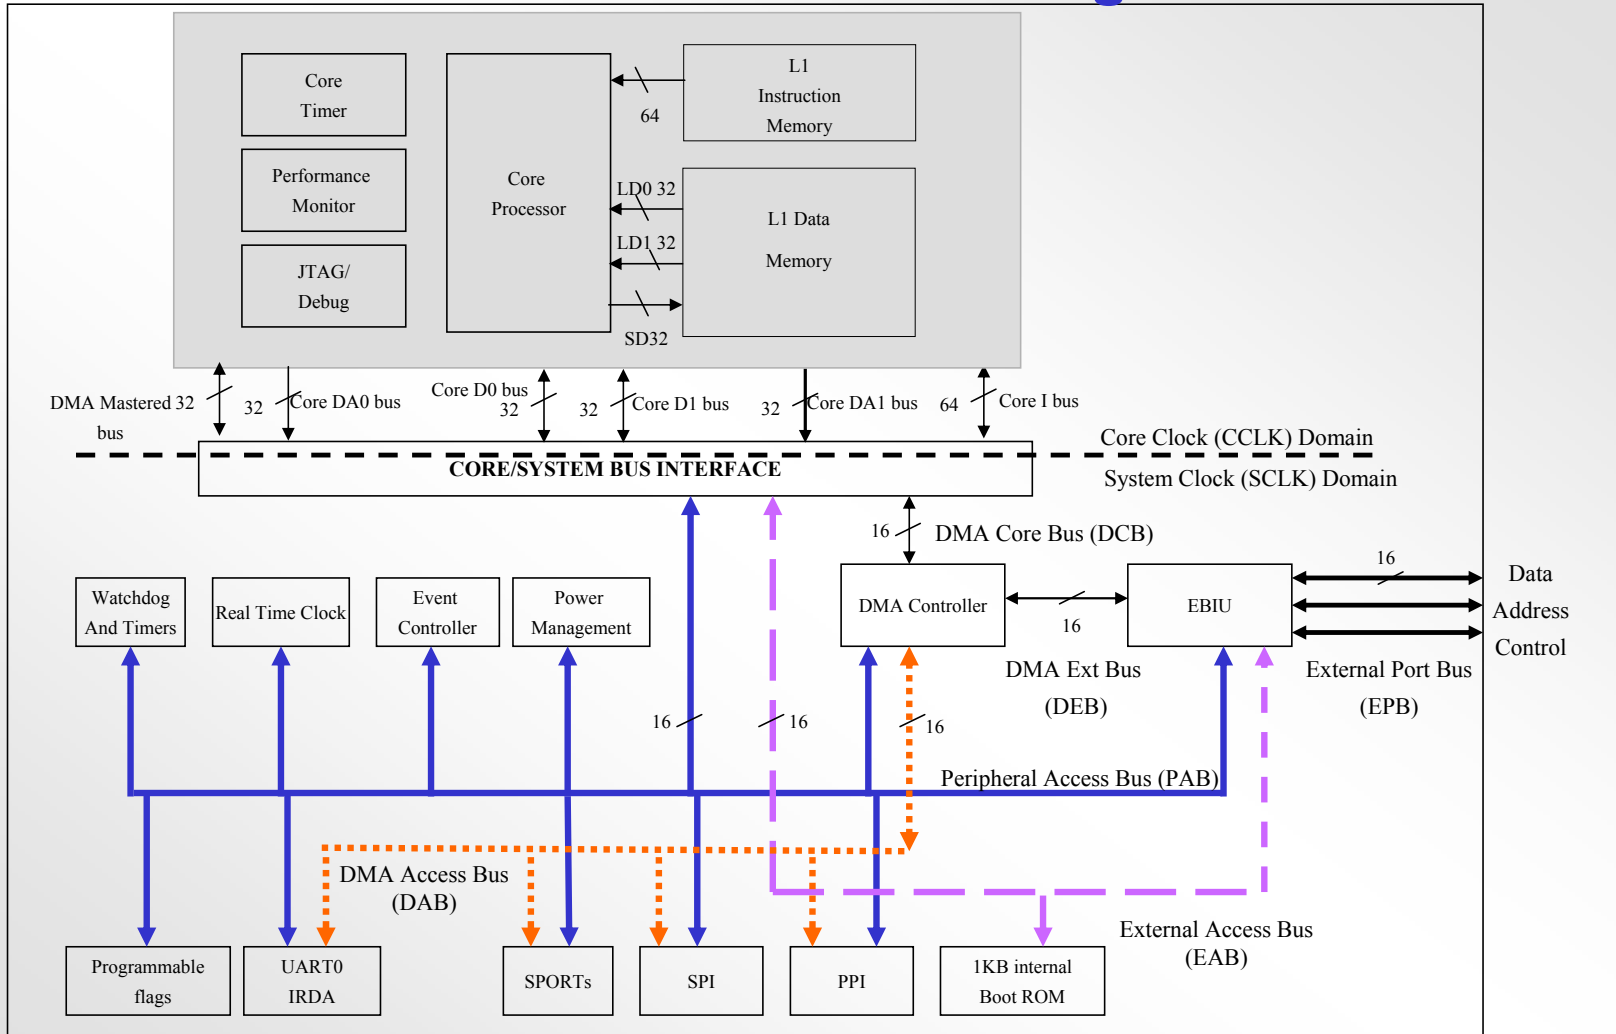 Core
Timer
Performance
Monitor
JTAG/
Debug
Core
Processor
L1
Instruction
Memory
64
LD0 32
LD1 32
SD32
L1 Data
Memory
DMA Mastered 32
bus
32
Core DA0 bus
Core D0 bus
32
32
Core D1 bus
32
Core DA1 bus
64
Core I bus
Core Clock (CCLK) Domain
CORE/SYSTEM BUS INTERFACE
System Clock (SCLK) Domain
16
DMA Core Bus (DCB)
Watchdog
And Timers
Real Time Clock
Event
Controller
Power
Management
DMA Controller
16
EBIU
16
Data
Address
Control
DMA Ext Bus
(DEB)
External Port Bus
(EPB)
16
16
16
Peripheral Access Bus (PAB)
DMA Access Bus
(DAB)
External Access Bus
(EAB)
Programmable
flags
UART0
IRDA
SPORTs
SPI
PPI
1KB internal
Boot ROM